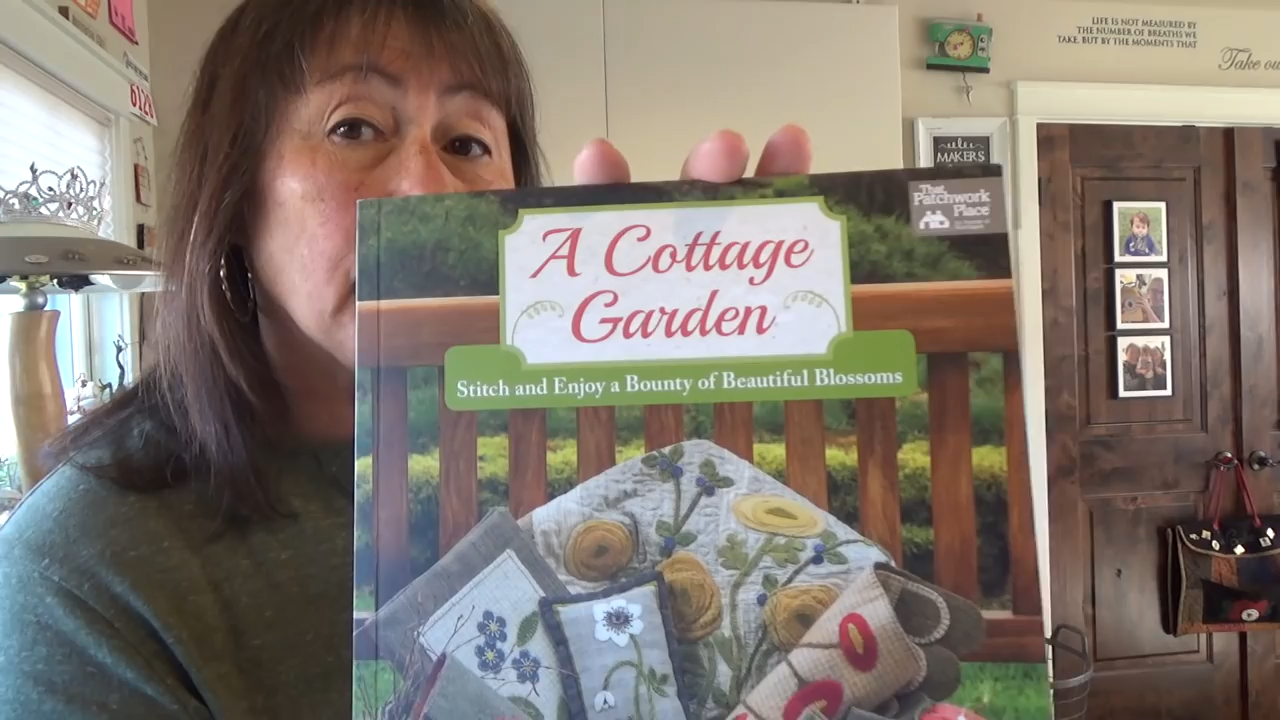 LIFE IS NOT MEASURED BY
THE NUMBER OF BREATHS WE
TAKE, BUT BY THE MOMENTS THAT
Take
6128
MAKERS
That
Patchwork
Place
A Cottage
Garden
Stitch and Enjoy a Bounty of Beautiful Blossoms